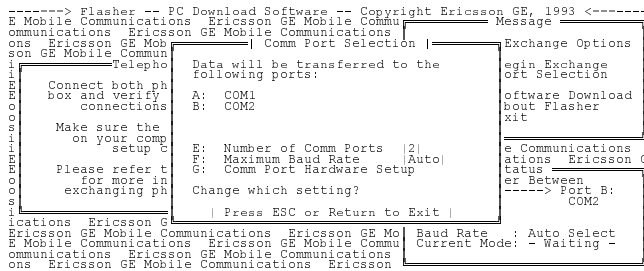 -------> Flasher -- PC Download Software -- Copyright Ericsson GE, 1993 <-------
E Mobile Communications  Ericsson GE Mobile Commu Message
ommunications  Ericsson GE Mobile Communications
ons  Ericsson GE Mob | Comm Port Selection | Exchange Options
son GE Mobile Commun
i Telepho Data will be transferred to the egin Exchange
i following ports: ort Selection
E Connect both ph
E box and verify A: COM1 oftware Download
o connections B: COM2 bout Flasher
o xit
s Make sure the
i on your comp
E setup c E: Number of Comm Ports |2| e Communications
E F: Maximum Baud Rate |Auto| ations  Ericsson G
o Please refer t G: Comm Port Hardware Setup tatus
o for more in er Between
s exchanging ph Change which setting? -----> Port B:
s COM2
i | Press ESC or Return to Exit |
ications  Ericsson G
Ericsson GE Mobile Communications  Ericsson GE Mo Baud Rate : Auto Select
E Mobile Communications  Ericsson GE Mobile Commu Current Mode: - Waiting -
ommunications  Ericsson GE Mobile Communications
ons  Ericsson GE Mobile Communications  Ericsson